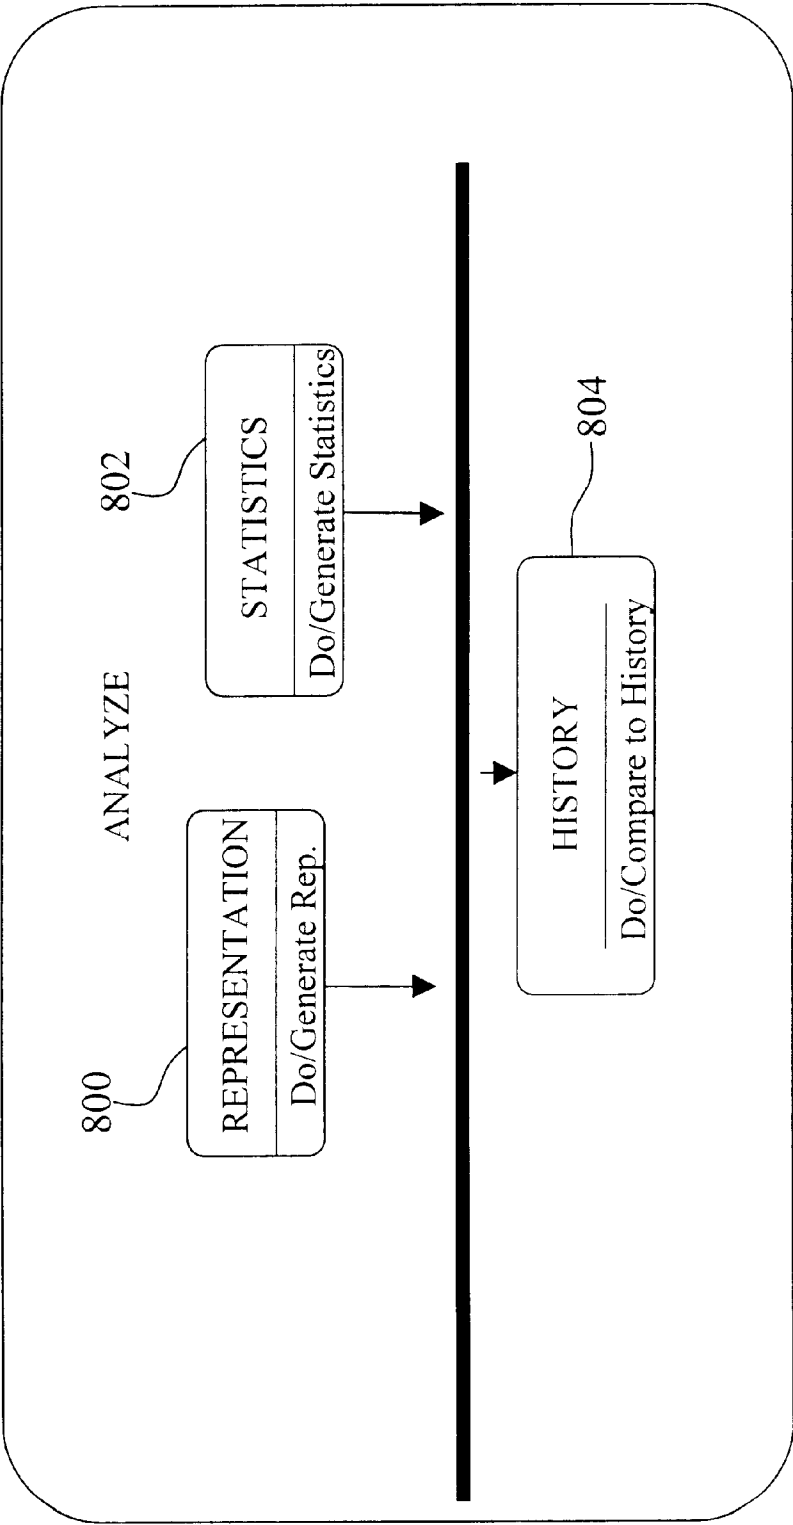 ANALYZE
800
REPRESENTATION
Do/Generate Rep.
802
STATISTICS
Do/Generate Statistics
804
HISTORY
Do/Compare to History